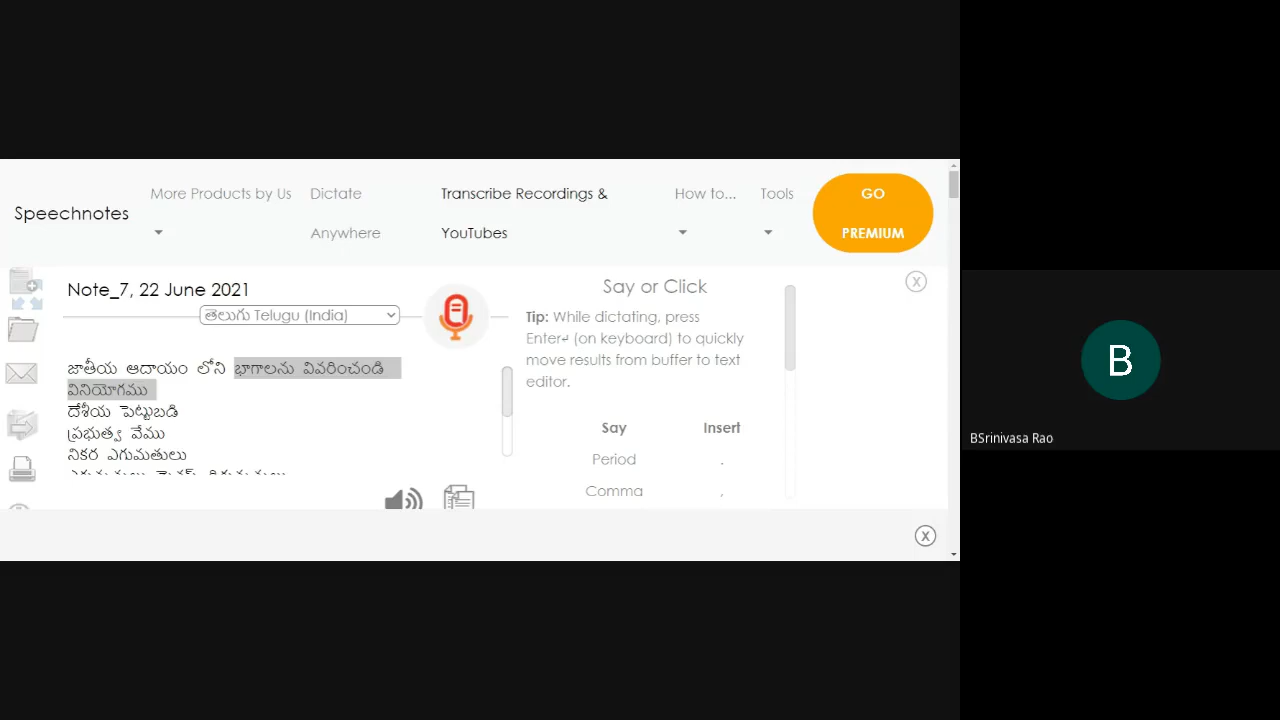 More Products by Us
Dictate Anywhere
Transcribe Recordings & YouTubes
How to...
Tools
GO PREMIUM
Speechnotes
Note_7, 22 June 2021
తెలుగు Telugu (India)
జాతీయ ఆదాయం లోని భాగాలను వివరించండి
వినియోగము
దేశీయ పెట్టుబడి
ప్రభుత్వ వేము
నికర ఎగుమతులు
Say or Click
Tip: While dictating, press
Enter↵ (on keyboard) to quickly
move results from buffer to text
editor.
Say Insert
Period .
Comma ,
B
BSrinivasa Rao